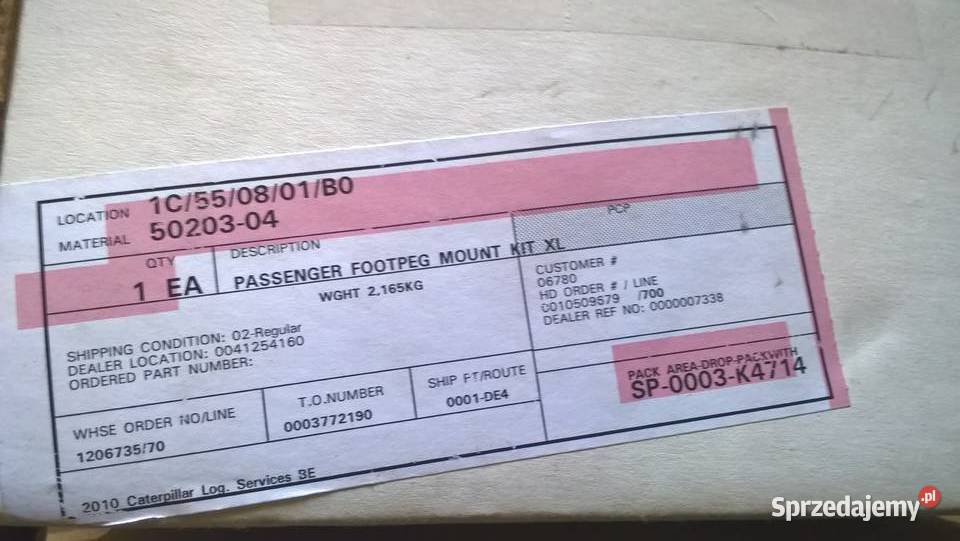 LOCATION 1C/55/08/01/B0
MATERIAL 50203-04
PCP
QTY DESCRIPTION
1 EA PASSENGER FOOTPEG MOUNT KIT XL
WGHT 2,165KG
CUSTOMER #
06780
HD ORDER # / LINE
0010509579 /700
DEALER REF NO: 0000007338
SHIPPING CONDITION: 02-Regular
DEALER LOCATION: 0041254160
ORDERED PART NUMBER:
PACK AREA-DROP-PACKWITH
SP-0003-K4714
WHSE ORDER NO/LINE
1206735/70
T.O.NUMBER
0003772190
SHIP PT/ROUTE
0001-DE4
2010 Caterpillar Log. Services 3E
Sprzedajemy.pl